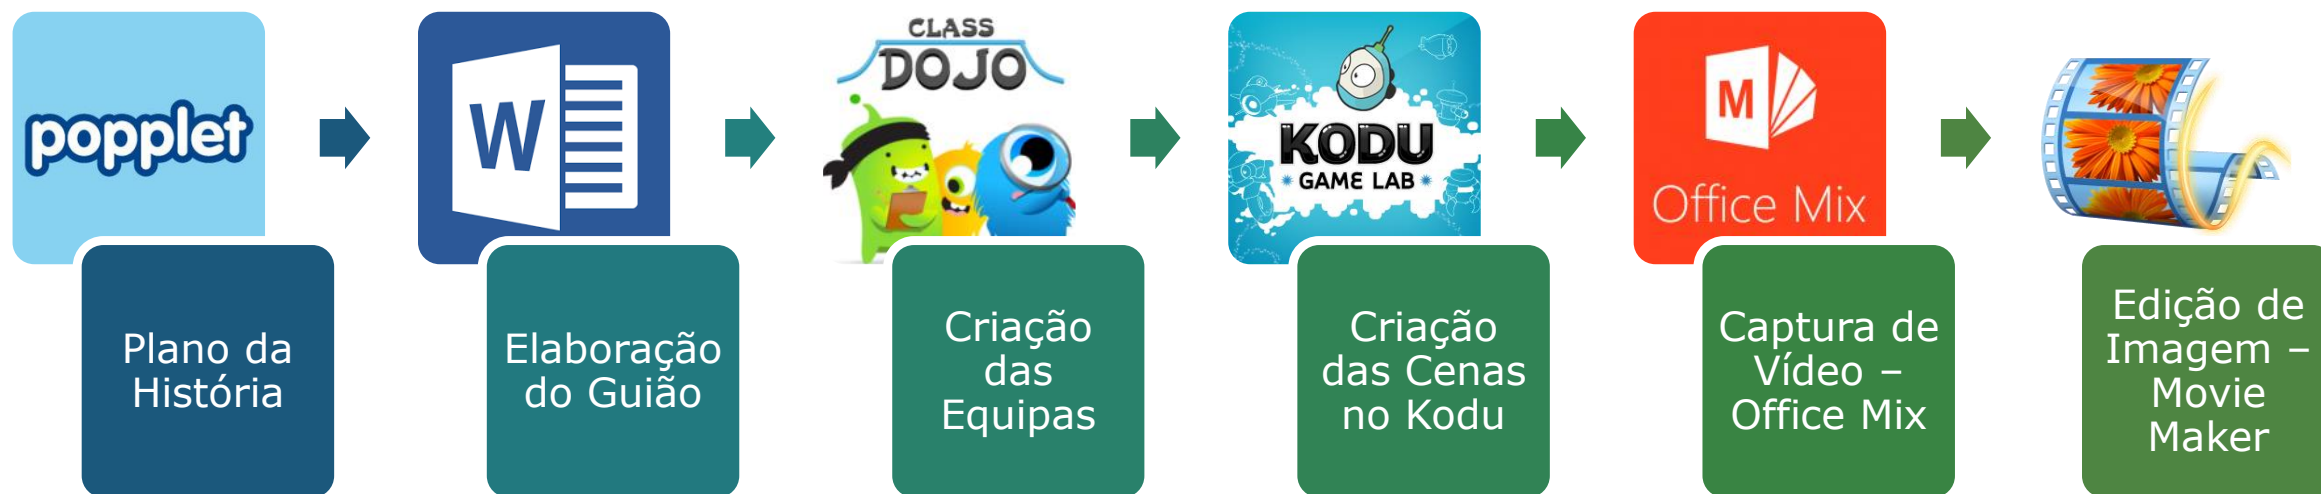 popplet
W
CLASS
DOJO
KODU
GAME LAB
M
Office Mix
Plano da
História
Elaboração
do Guião
Criação
das
Equipas
Criação
das Cenas
no Kodu
Captura de
Vídeo –
Office Mix
Edição de
Imagem –
Movie
Maker